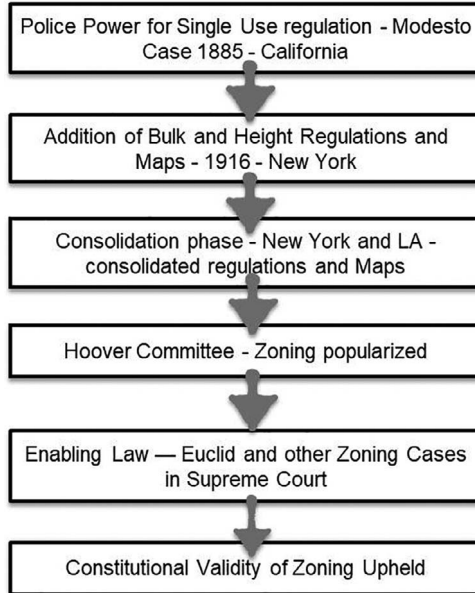 Police Power for Single Use regulation - Modesto
Case 1885 - California
Addition of Bulk and Height Regulations and
Maps - 1916 - New York
Consolidation phase - New York and LA -
consolidated regulations and Maps
Hoover Committee - Zoning popularized
Enabling Law — Euclid and other Zoning Cases
in Supreme Court
Constitutional Validity of Zoning Upheld